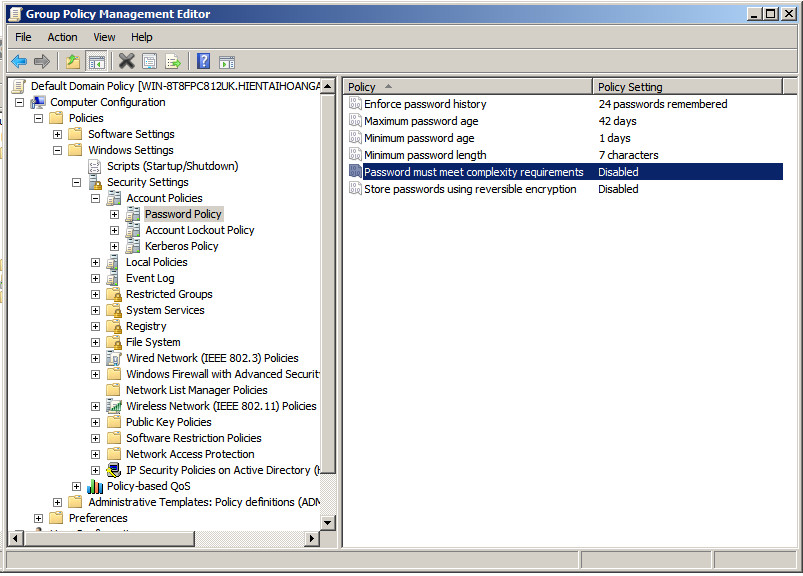 Group Policy Management Editor
File Action View Help
Default Domain Policy [WIN-8T8FPC812UK.HIENTAIHOANGA
Computer Configuration
Policies
Software Settings
Windows Settings
Scripts (Startup/Shutdown)
Security Settings
Account Policies
Password Policy
Account Lockout Policy
Kerberos Policy
Local Policies
Event Log
Restricted Groups
System Services
Registry
File System
Wired Network (IEEE 802.3) Policies
Windows Firewall with Advanced Securit
Network List Manager Policies
Wireless Network (IEEE 802.11) Policies
Public Key Policies
Software Restriction Policies
Network Access Protection
IP Security Policies on Active Directory (
Policy-based QoS
Administrative Templates: Policy definitions (ADM
Preferences
Policy Policy Setting
Enforce password history 24 passwords remembered
Maximum password age 42 days
Minimum password age 1 days
Minimum password length 7 characters
Password must meet complexity requirements Disabled
Store passwords using reversible encryption Disabled